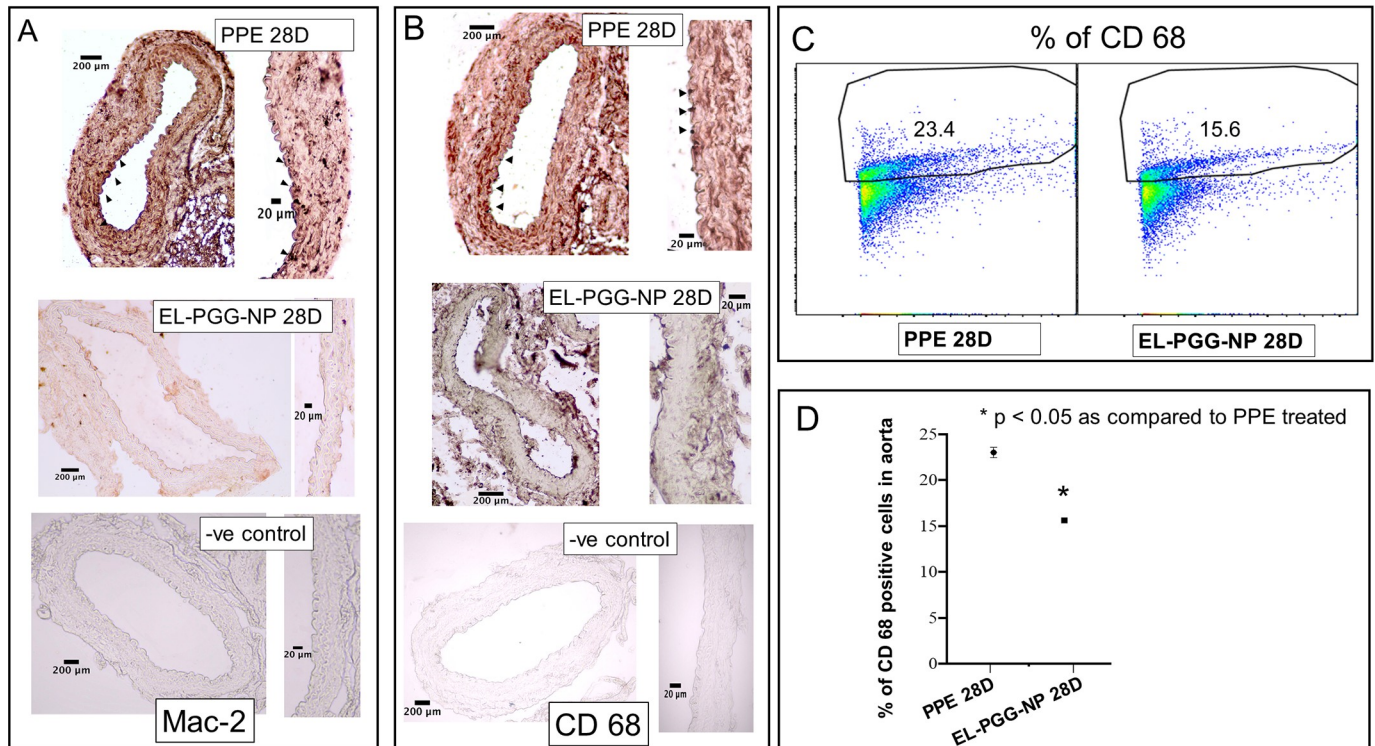 A
PPE 28D
200 µm
20 µm
EL-PGG-NP 28D
20 µm
200 µm
-ve control
20 µm
200 µm
Mac-2
B
PPE 28D
200 µm
20 µm
EL-PGG-NP 28D
20 µm
200 µm
-ve control
20 µm
200 µm
CD 68
C
% of CD 68
23.4
15.6
PPE 28D
EL-PGG-NP 28D
D
* p < 0.05 as compared to PPE treated
% of CD 68 positive cells in aorta
25
20
15
10
5
0
*
PPE 28D
EL-PGG-NP 28D